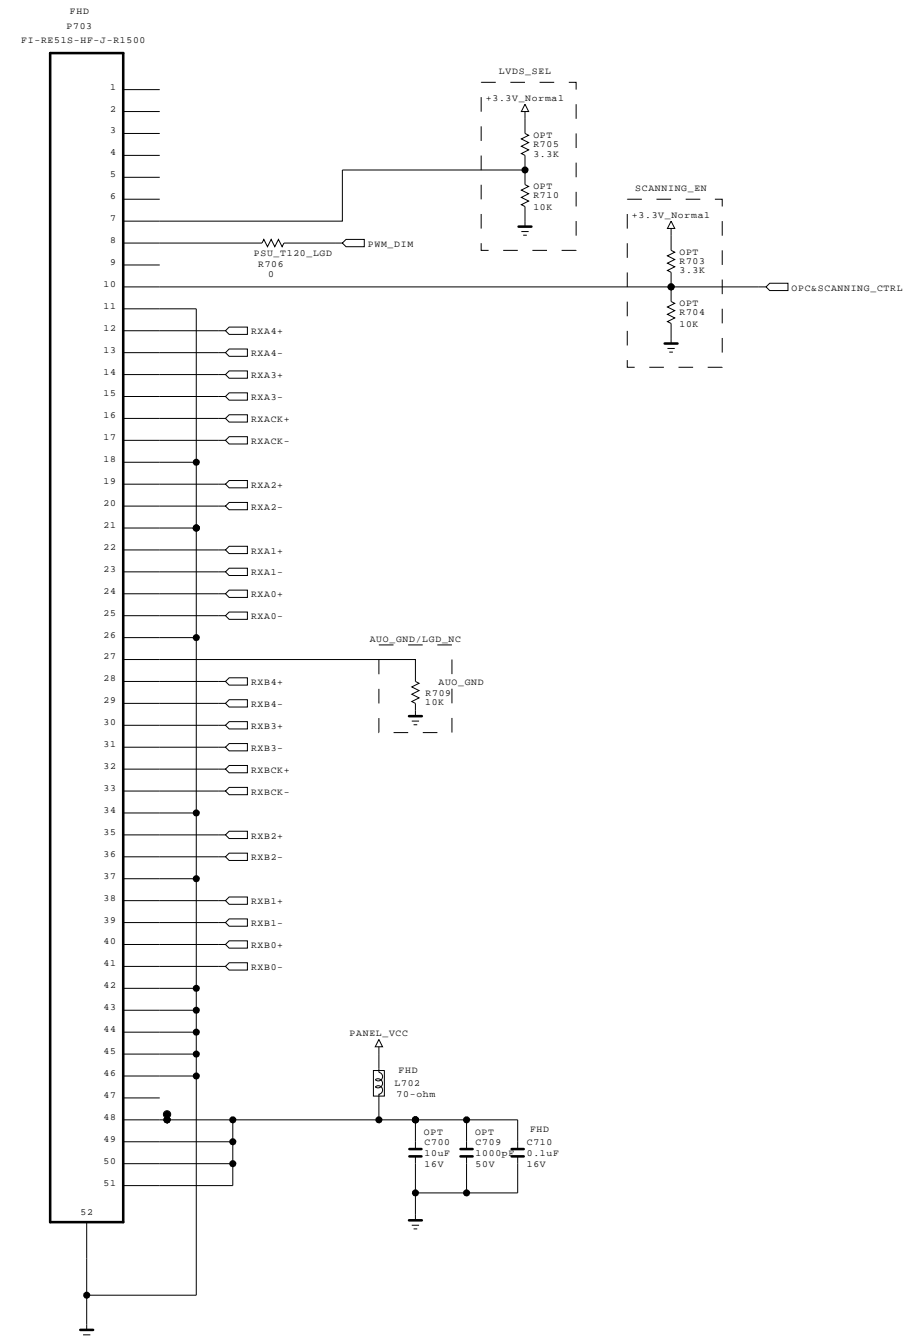 FHD
P703
FI-RE51S-HF-J-R1500
LVDS_SEL
+3.3V_Normal
OPT
R705
3.3K
OPT
R710
10K
SCANNING_EN
+3.3V_Normal
OPT
R703
3.3K
OPT
R704
10K
OPC&SCANNING_CTRL
1
2
3
4
5
6
7
8
PWM_DIM
PSU_T120_LGD
R706
0
9
10
11
12 RXA4+
13 RXA4-
14 RXA3+
15 RXA3-
16 RXACK+
17 RXACK-
18
19 RXA2+
20 RXA2-
21
22 RXA1+
23 RXA1-
24 RXA0+
25 RXA0-
26
AUO_GND/LGD_NC
27
AUO_GND
R709
10K
28 RXB4+
29 RXB4-
30 RXB3+
31 RXB3-
32 RXBCK+
33 RXBCK-
34
35 RXB2+
36 RXB2-
37
38 RXB1+
39 RXB1-
40 RXB0+
41 RXB0-
42
43
44
45
46
47
48
49
50
51
52
PANEL_VCC
FHD
L702
70-ohm
OPT
C700
10uF
16V
OPT
C709
1000pF
50V
FHD
C710
0.1uF
16V